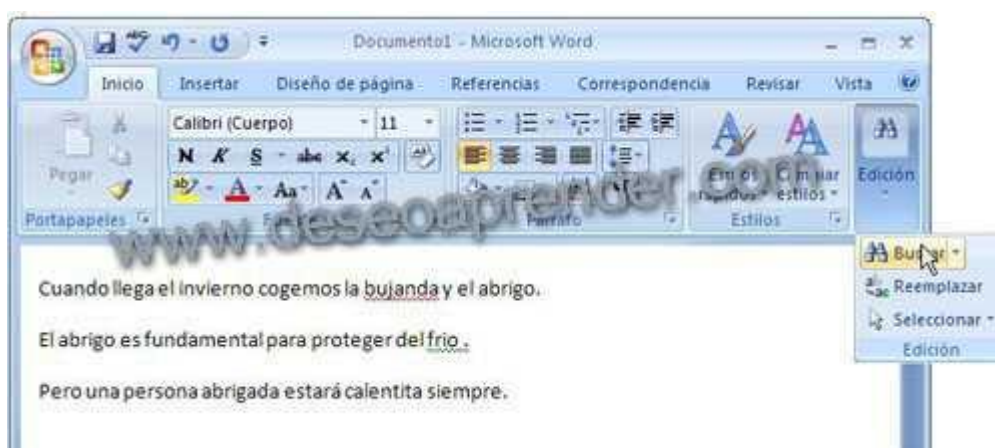 Documento1 - Microsoft Word
Inicio Insertar Diseño de página Referencias Correspondencia Revisar Vista
Calibri (Cuerpo) 11
N K S abc x₂ x²
Pegar ab A Aa A A Edición
Portapapeles Estilos
www.deseoaprender.com
Buscar
Reemplazar
Seleccionar
Edición
Cuando llega el invierno cogemos la bujanda y el abrigo.
El abrigo es fundamental para proteger del frio .
Pero una persona abrigada estará calentita siempre.